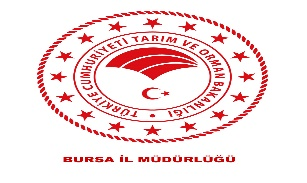 TÜRKİYE CUMHURİYETİ TARIM VE ORMAN BAKANLIĞI
BURSA İL MÜDÜRLÜĞÜ